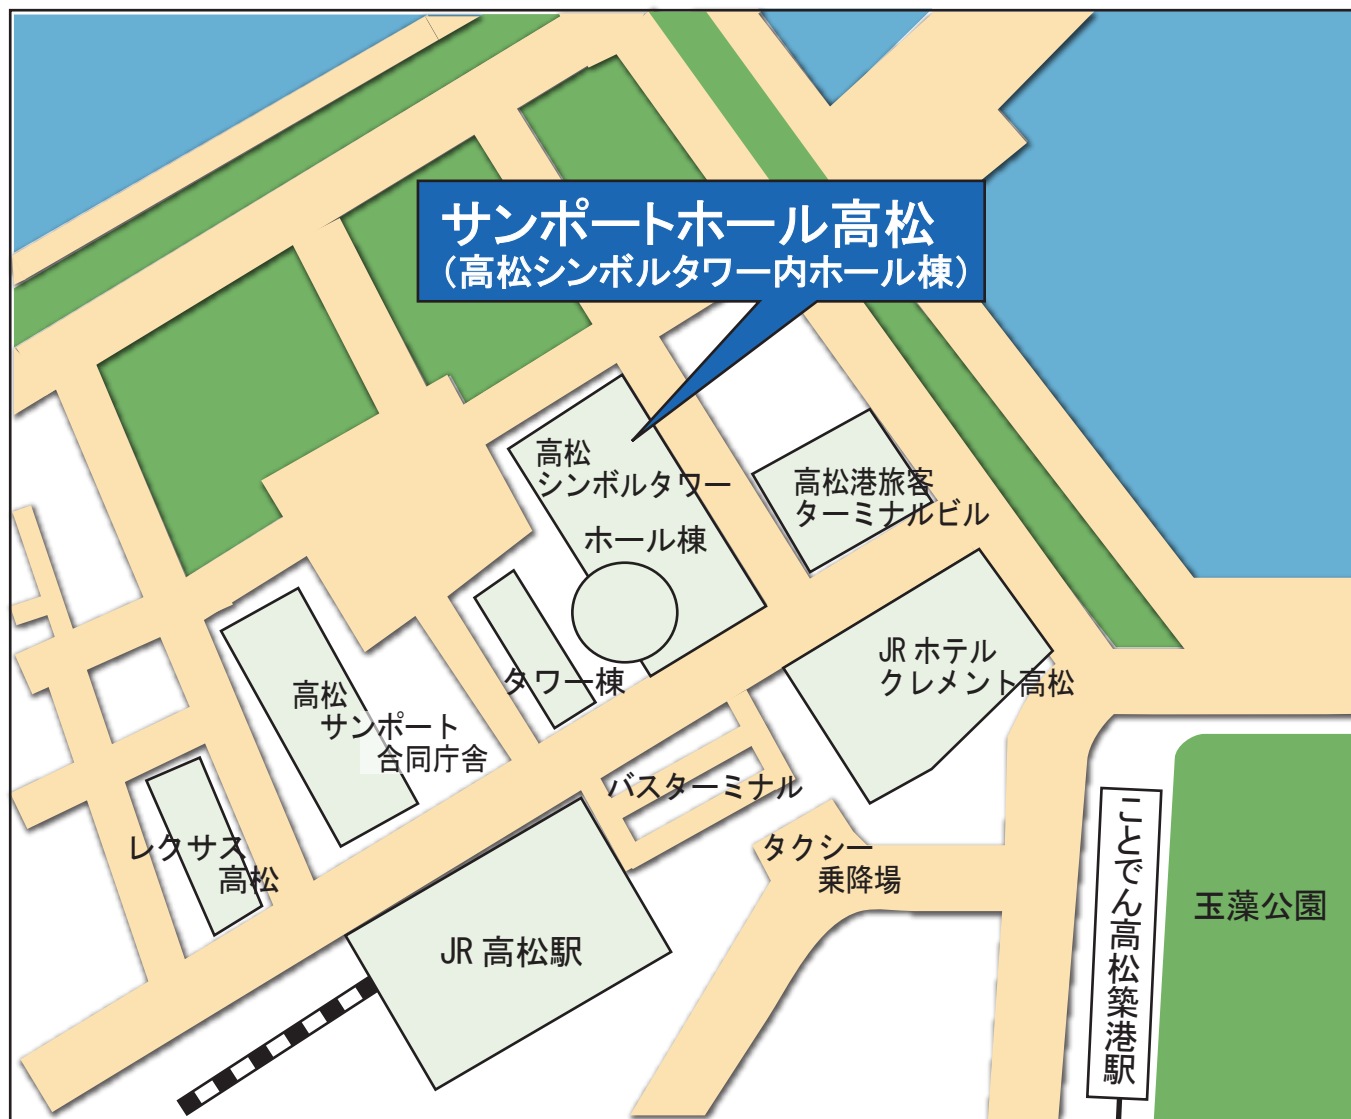 サンポートホール高松
（高松シンボルタワー内ホール棟）
高松
シンボルタワー
ホール棟
高松港旅客
ターミナルビル
タワー棟
JR ホテル
クレメント高松
高松
サンポート
合同庁舎
バスターミナル
レクサス
高松
タクシー
乗降場
JR 高松駅
ことでん高松築港駅
玉藻公園